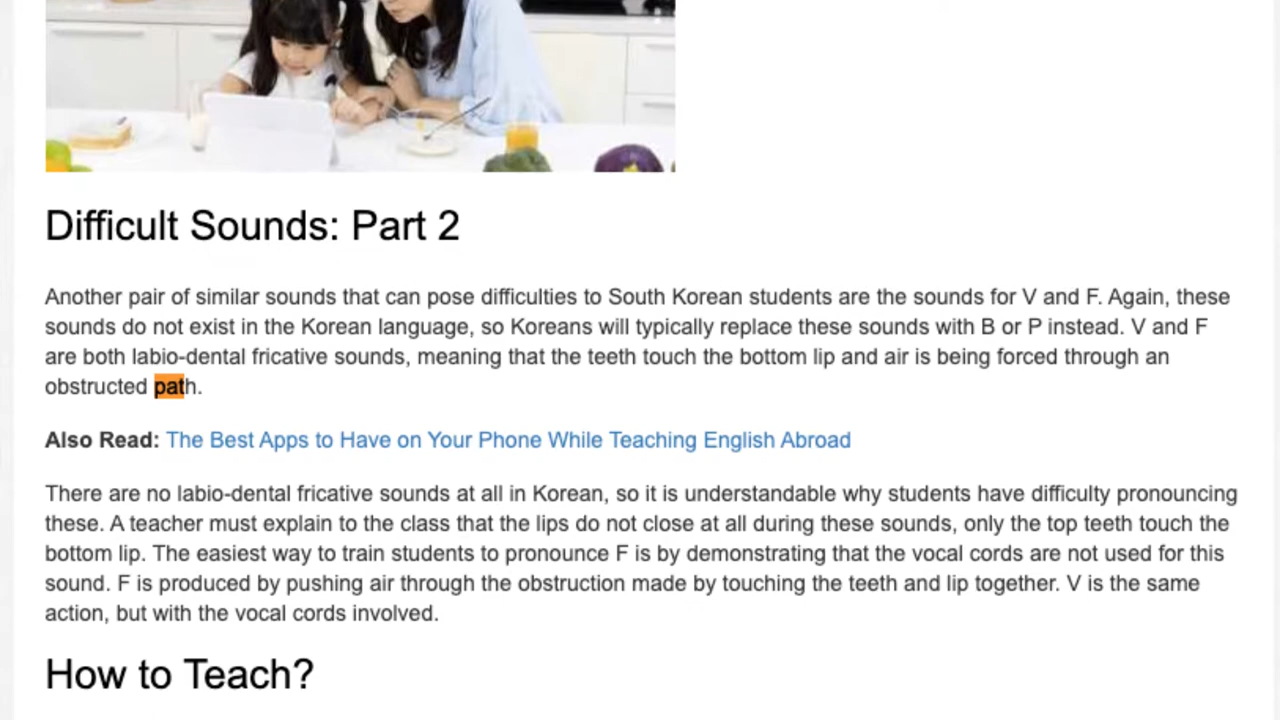 Difficult Sounds: Part 2
Another pair of similar sounds that can pose difficulties to South Korean students are the sounds for V and F. Again, these
sounds do not exist in the Korean language, so Koreans will typically replace these sounds with B or P instead. V and F
are both labio-dental fricative sounds, meaning that the teeth touch the bottom lip and air is being forced through an
obstructed path.
Also Read: The Best Apps to Have on Your Phone While Teaching English Abroad
There are no labio-dental fricative sounds at all in Korean, so it is understandable why students have difficulty pronouncing
these. A teacher must explain to the class that the lips do not close at all during these sounds, only the top teeth touch the
bottom lip. The easiest way to train students to pronounce F is by demonstrating that the vocal cords are not used for this
sound. F is produced by pushing air through the obstruction made by touching the teeth and lip together. V is the same
action, but with the vocal cords involved.
How to Teach?